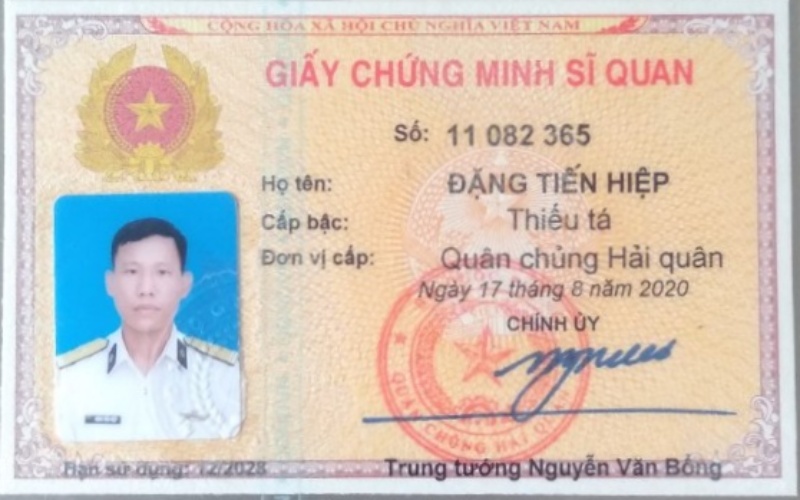 CỘNG HÒA XÃ HỘI CHỦ NGHĨA VIỆT NAM
GIẤY CHỨNG MINH SĨ QUAN
Số: 11 082 365
Họ tên: ĐẶNG TIẾN HIỆP
Cấp bậc: Thiếu tá
Đơn vị cấp: Quân chủng Hải quân
Ngày 17 tháng 8 năm 2020
CHÍNH ỦY
QUÂN CHỦNG HẢI QUÂN
Hạn sử dụng: 12/2028
Trung tướng Nguyễn Văn Bổng